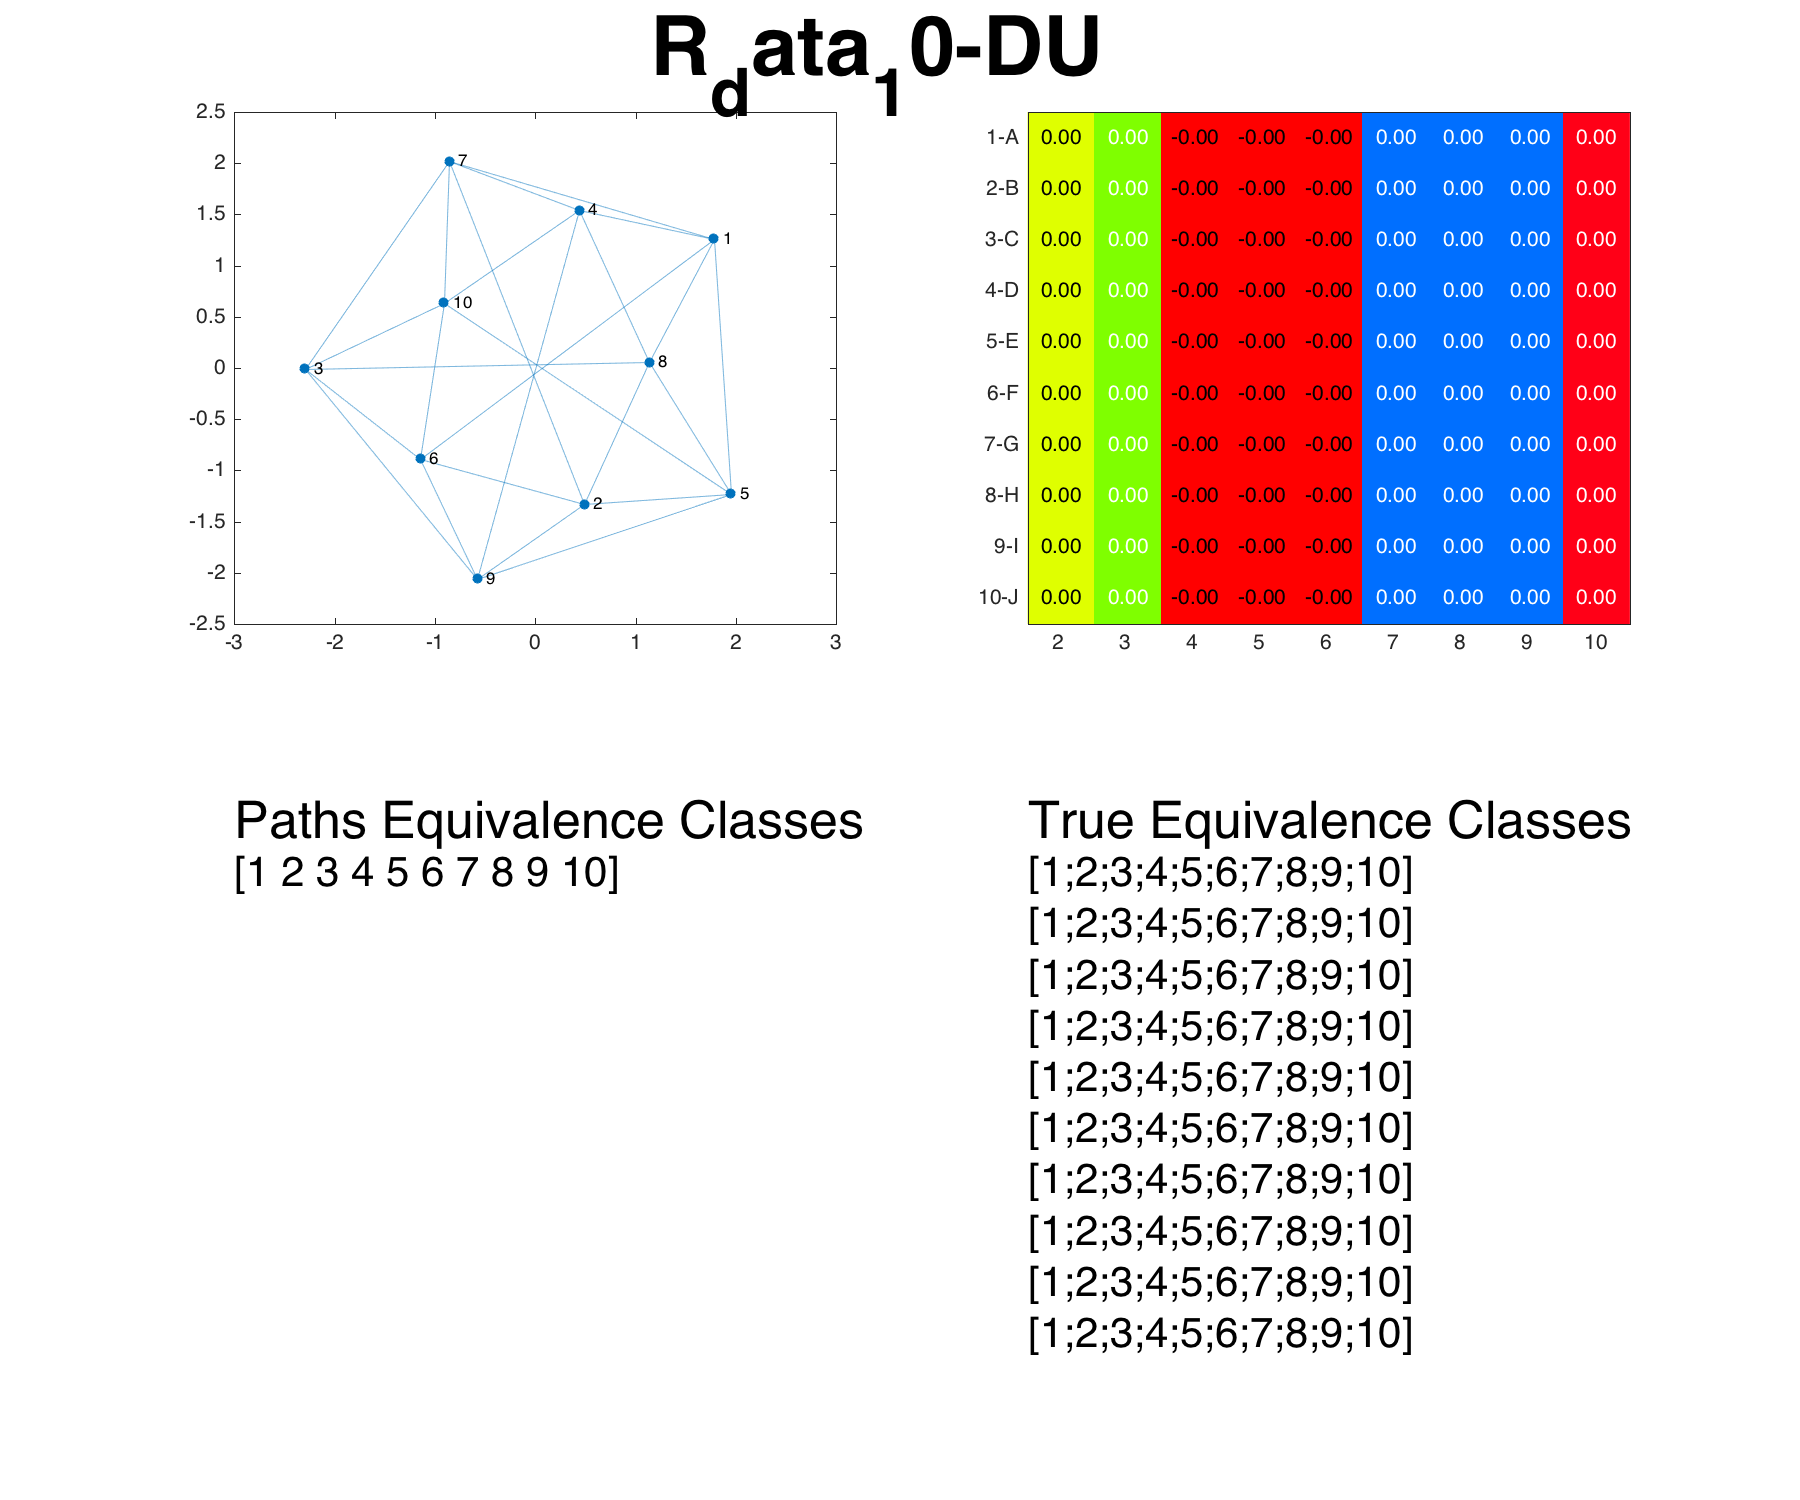 Rdata10-DU
2.5
2
1.5
1
0.5
0
-0.5
-1
-1.5
-2
-2.5
-3 -2 -1 0 1 2 3
7
4
1
10
8
3
6
2
5
9
1-A 0.00 0.00 -0.00 -0.00 -0.00 0.00 0.00 0.00 0.00
2-B 0.00 0.00 -0.00 -0.00 -0.00 0.00 0.00 0.00 0.00
3-C 0.00 0.00 -0.00 -0.00 -0.00 0.00 0.00 0.00 0.00
4-D 0.00 0.00 -0.00 -0.00 -0.00 0.00 0.00 0.00 0.00
5-E 0.00 0.00 -0.00 -0.00 -0.00 0.00 0.00 0.00 0.00
6-F 0.00 0.00 -0.00 -0.00 -0.00 0.00 0.00 0.00 0.00
7-G 0.00 0.00 -0.00 -0.00 -0.00 0.00 0.00 0.00 0.00
8-H 0.00 0.00 -0.00 -0.00 -0.00 0.00 0.00 0.00 0.00
9-I 0.00 0.00 -0.00 -0.00 -0.00 0.00 0.00 0.00 0.00
10-J 0.00 0.00 -0.00 -0.00 -0.00 0.00 0.00 0.00 0.00
2 3 4 5 6 7 8 9 10
Paths Equivalence Classes
[1 2 3 4 5 6 7 8 9 10]
True Equivalence Classes
[1;2;3;4;5;6;7;8;9;10]
[1;2;3;4;5;6;7;8;9;10]
[1;2;3;4;5;6;7;8;9;10]
[1;2;3;4;5;6;7;8;9;10]
[1;2;3;4;5;6;7;8;9;10]
[1;2;3;4;5;6;7;8;9;10]
[1;2;3;4;5;6;7;8;9;10]
[1;2;3;4;5;6;7;8;9;10]
[1;2;3;4;5;6;7;8;9;10]
[1;2;3;4;5;6;7;8;9;10]